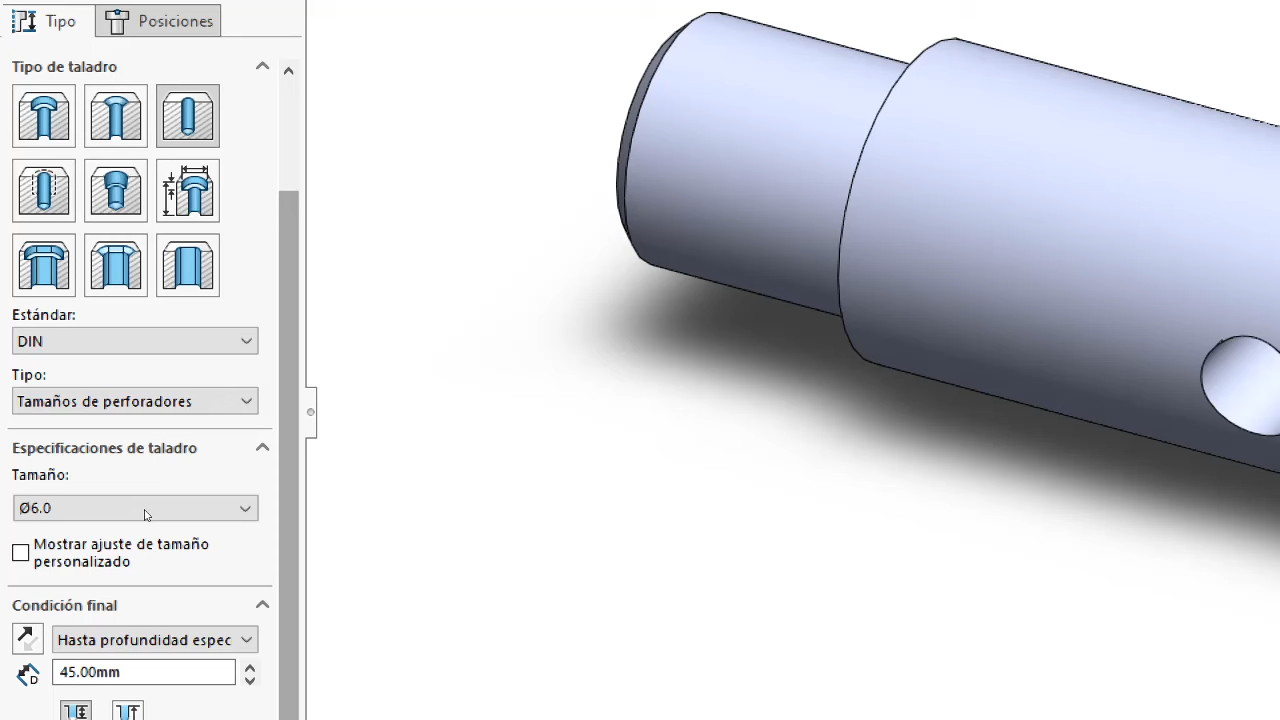 Tipo
Posiciones
Tipo de taladro
Estándar:
DIN
Tipo:
Tamaños de perforadores
Especificaciones de taladro
Tamaño:
Ø6.0
Mostrar ajuste de tamaño
personalizado
Condición final
Hasta profundidad espec
D
45.00mm